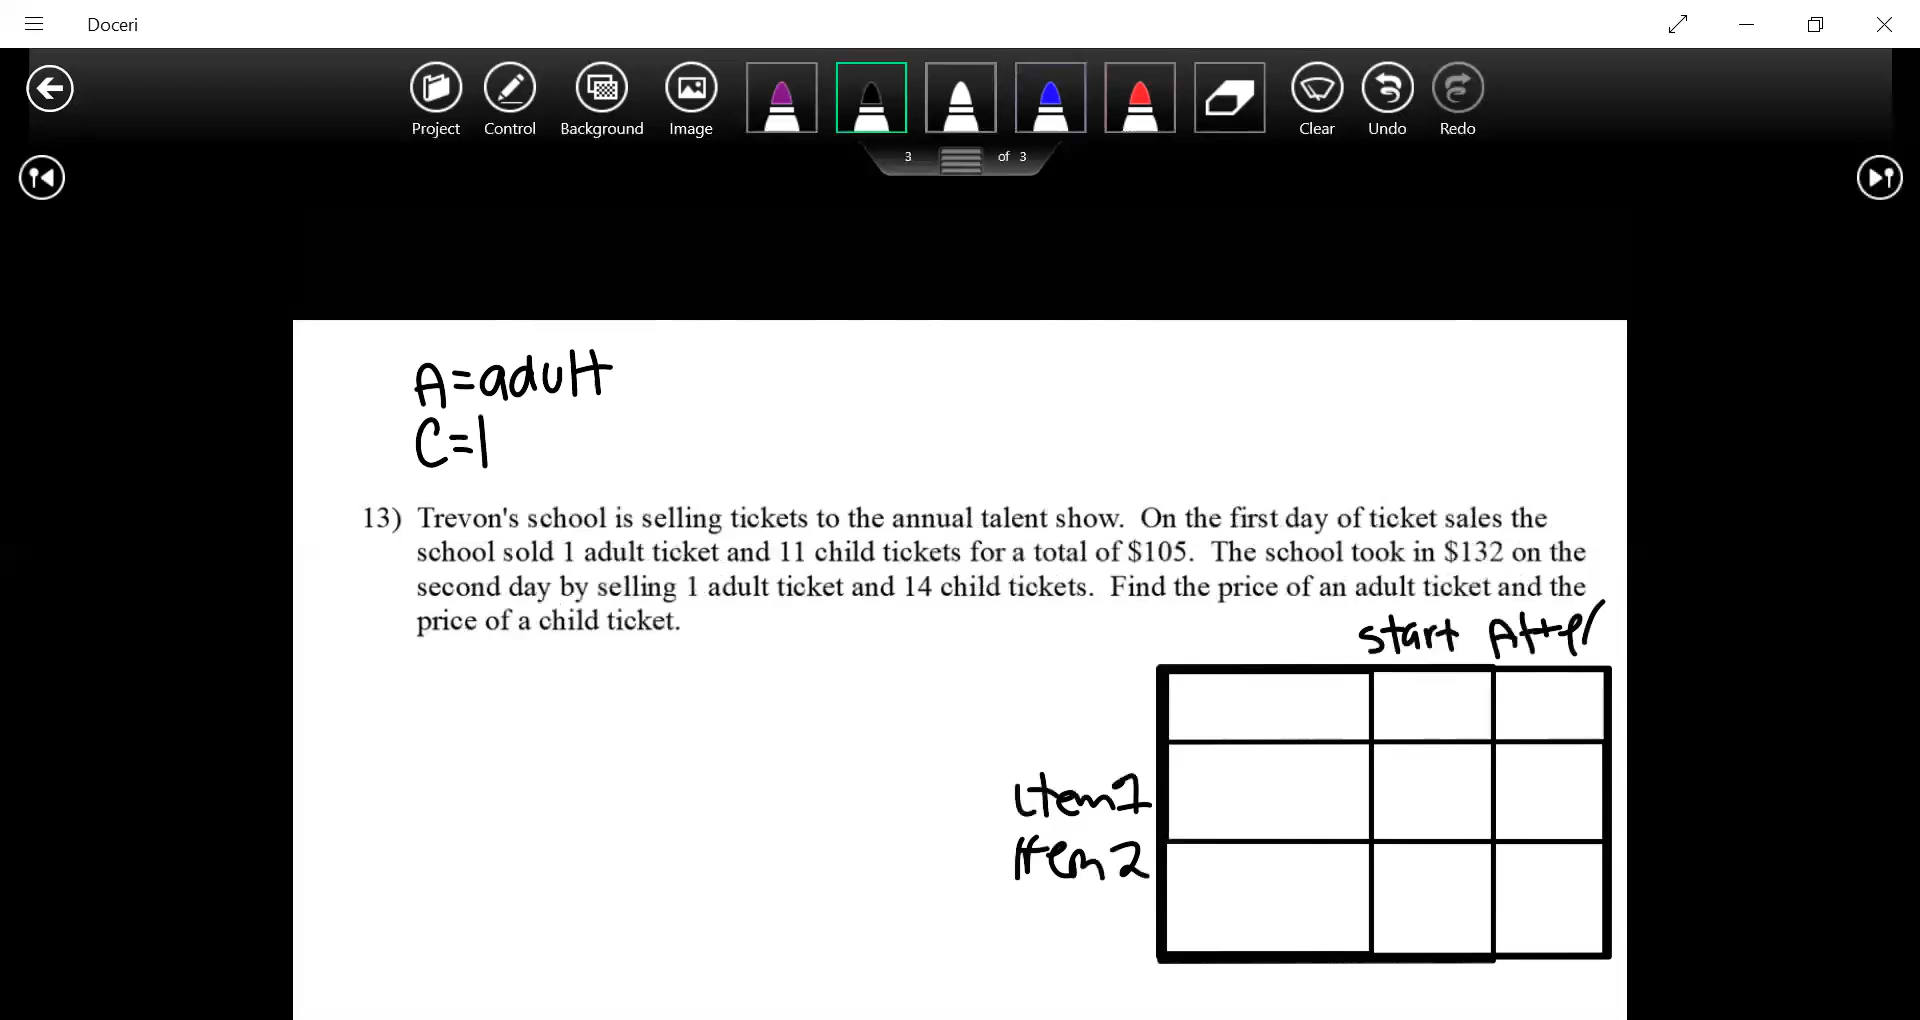 Doceri
Project Control Background Image Clear Undo Redo
3 of 3
A=adult
C=l
13) Trevon's school is selling tickets to the annual talent show. On the first day of ticket sales the
school sold 1 adult ticket and 11 child tickets for a total of $105. The school took in $132 on the
second day by selling 1 adult ticket and 14 child tickets. Find the price of an adult ticket and the
price of a child ticket.
start After
Item1
Item2